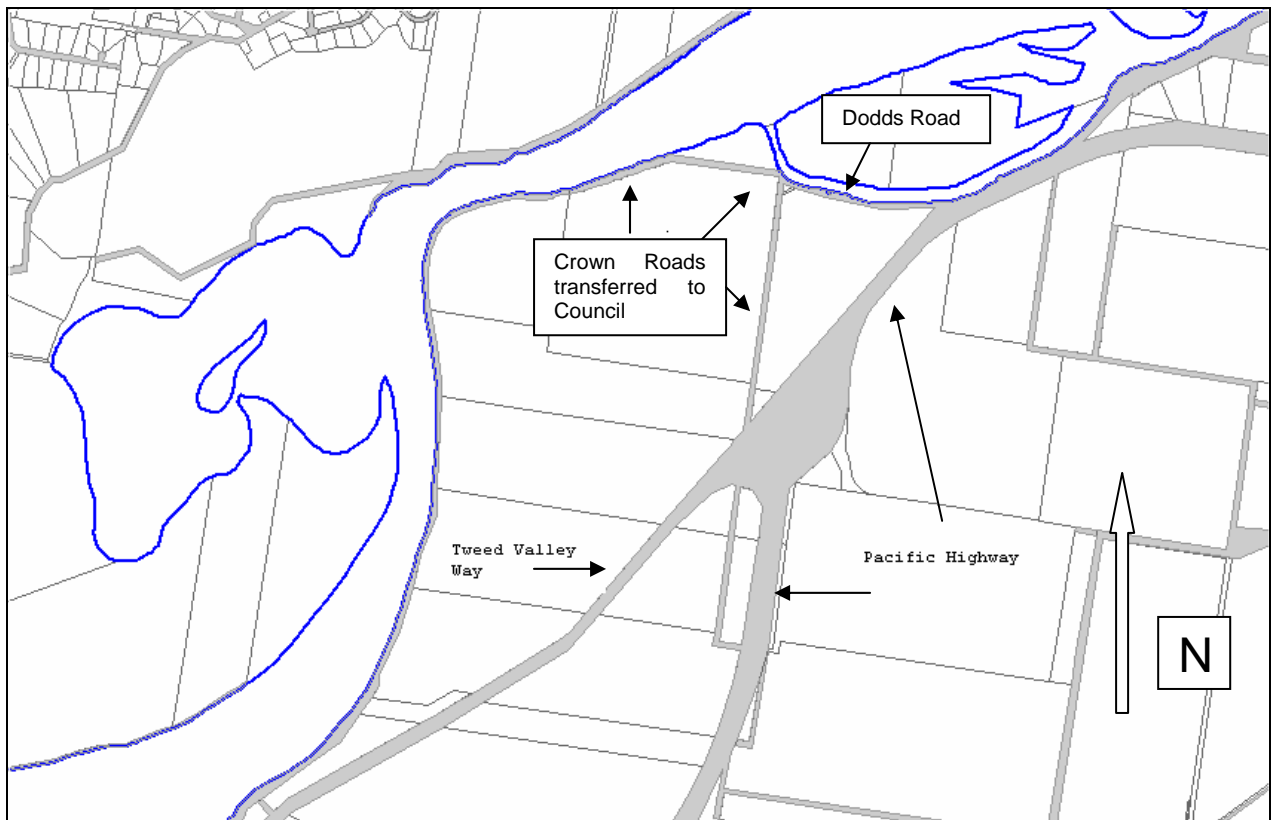 Dodds Road
Crown Roads
transferred to
Council
Tweed Valley
Way
Pacific Highway
N